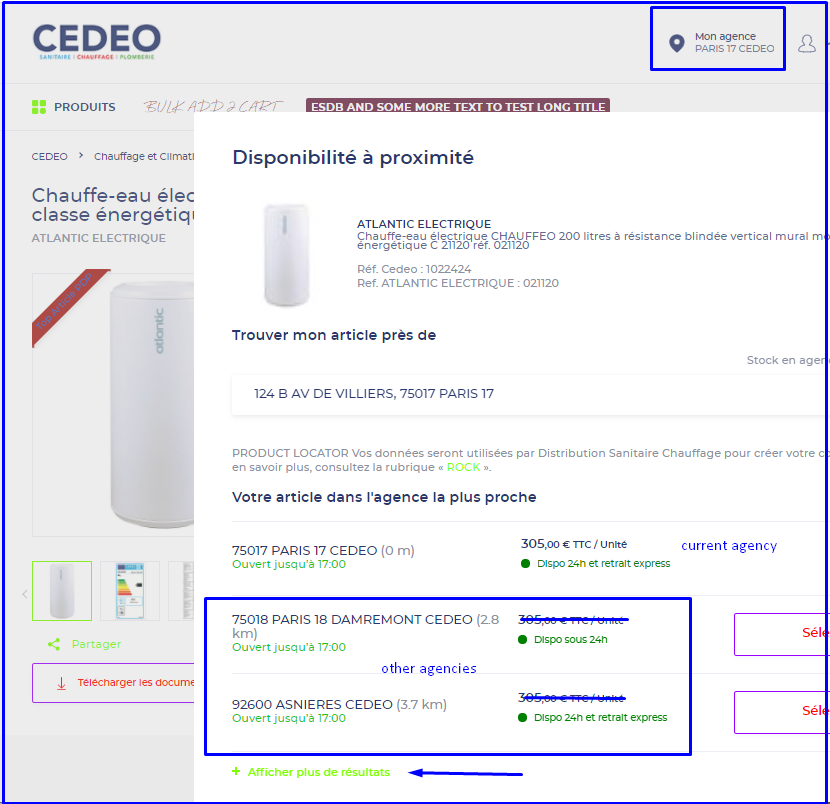 CEDEO
SANITAIRE | CHAUFFAGE | PLOMBERIE
Mon agence
PARIS 17 CEDEO
PRODUITS
BULK ADD 2 CART
ESDB AND SOME MORE TEXT TO TEST LONG TITLE
CEDEO > Chauffage et Climati
Chauffe-eau élec
classe énergétiqu
ATLANTIC ELECTRIQUE
Top Article PDP
atlantic
Partager
Télécharger les docume
Disponibilité à proximité
ATLANTIC ELECTRIQUE
Chauffe-eau électrique CHAUFFEO 200 litres à résistance blindée vertical mural mo
énergétique C 21120 réf. 021120
Réf. Cedeo : 1022424
Ref. ATLANTIC ELECTRIQUE : 021120
Trouver mon article près de
Stock en agen
124 B AV DE VILLIERS, 75017 PARIS 17
PRODUCT LOCATOR Vos données seront utilisées par Distribution Sanitaire Chauffage pour créer votre co
en savoir plus, consultez la rubrique « ROCK ».
Votre article dans l'agence la plus proche
75017 PARIS 17 CEDEO (0 m)
Ouvert jusqu'à 17:00
305,00 € TTC / Unité
Dispo 24h et retrait express
current agency
75018 PARIS 18 DAMREMONT CEDEO (2.8
km)
Ouvert jusqu'à 17:00
305,00 € TTC / Unité
Dispo sous 24h
Séle
other agencies
92600 ASNIERES CEDEO (3.7 km)
Ouvert jusqu'à 17:00
305,00 € TTC / Unité
Dispo 24h et retrait express
Séle
+ Afficher plus de résultats